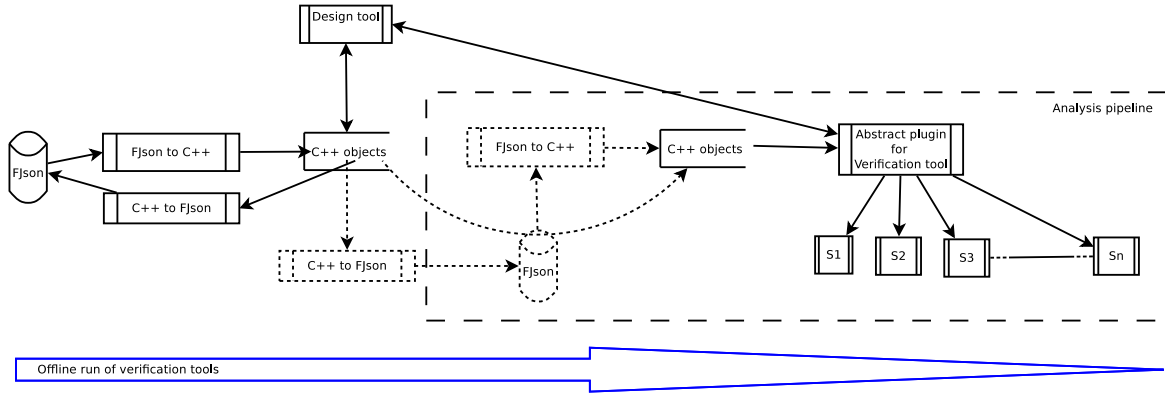 Design tool
Analysis pipeline
FJson
FJson to C++
C++ objects
C++ to FJson
FJson to C++
C++ objects
Abstract plugin
for
Verification tool
C++ to FJson
FJson
S1
S2
S3
Sn
Offline run of verification tools